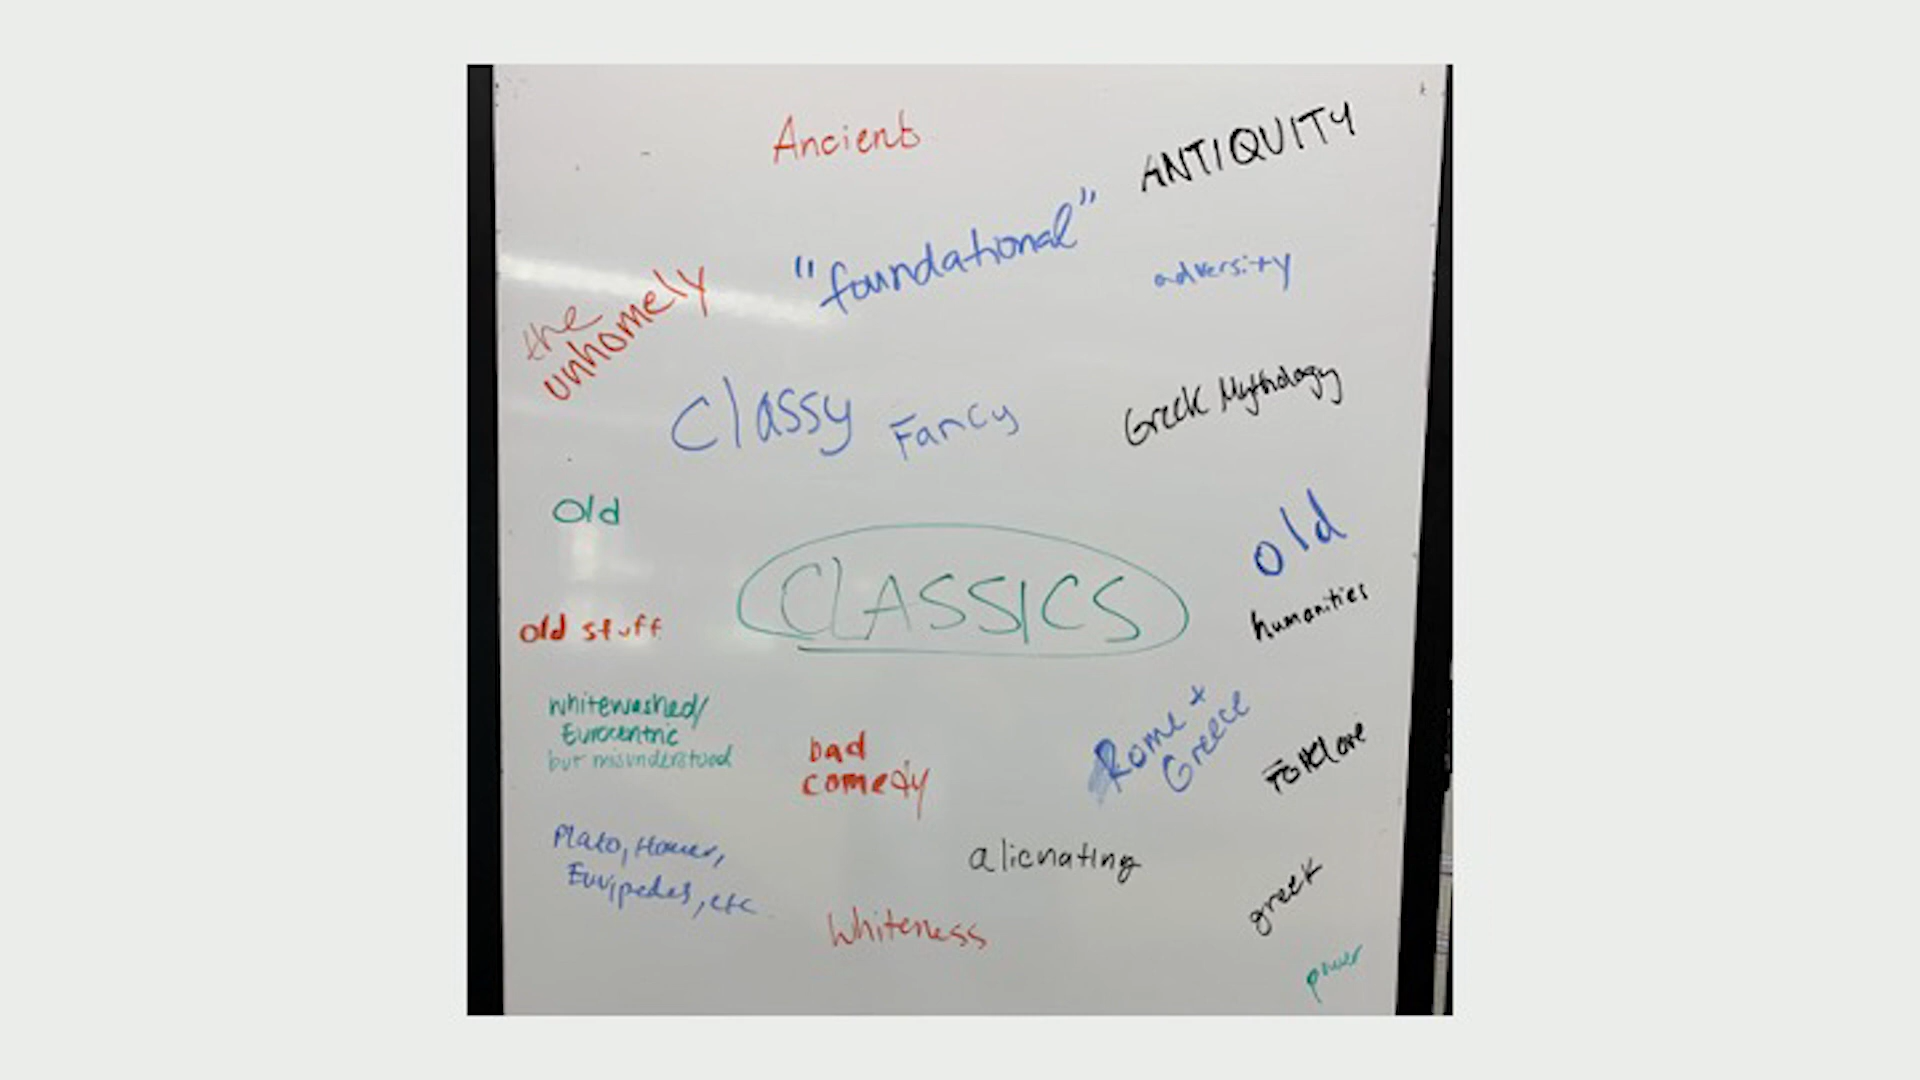 Ancient
ANTIQUITY
"foundational"
adversity
the
unhomely
Classy
Fancy
Greek Mythology
Old
old
CLASSICS
humanities
old stuff
whitewashed/
Eurocentric
but misunderstood
bad
comedy
Rome +
Greece
Folklore
Plato, Homer,
Euripedes, etc
alienating
greek
Whiteness
power